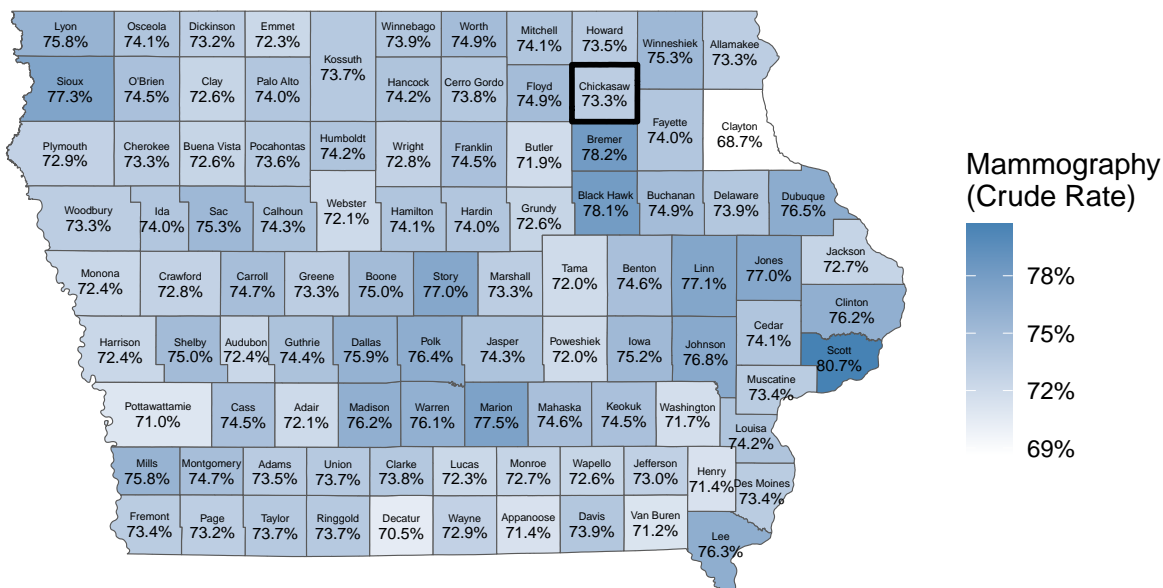 Lyon
75.8%
Osceola
74.1%
Dickinson
73.2%
Emmet
72.3%
Kossuth
73.7%
Winnebago
73.9%
Worth
74.9%
Mitchell
74.1%
Howard
73.5%
Winneshiek
75.3%
Allamakee
73.3%
Sioux
77.3%
O'Brien
74.5%
Clay
72.6%
Palo Alto
74.0%
Hancock
74.2%
Cerro Gordo
73.8%
Floyd
74.9%
Chickasaw
73.3%
Fayette
74.0%
Clayton
68.7%
Plymouth
72.9%
Cherokee
73.3%
Buena Vista
72.6%
Pocahontas
73.6%
Humboldt
74.2%
Wright
72.8%
Franklin
74.5%
Butler
71.9%
Bremer
78.2%
Woodbury
73.3%
Ida
74.0%
Sac
75.3%
Calhoun
74.3%
Webster
72.1%
Hamilton
74.1%
Hardin
74.0%
Grundy
72.6%
Black Hawk
78.1%
Buchanan
74.9%
Delaware
73.9%
Dubuque
76.5%
Monona
72.4%
Crawford
72.8%
Carroll
74.7%
Greene
73.3%
Boone
75.0%
Story
77.0%
Marshall
73.3%
Tama
72.0%
Benton
74.6%
Linn
77.1%
Jones
77.0%
Jackson
72.7%
Clinton
76.2%
Harrison
72.4%
Shelby
75.0%
Audubon
72.4%
Guthrie
74.4%
Dallas
75.9%
Polk
76.4%
Jasper
74.3%
Poweshiek
72.0%
Iowa
75.2%
Johnson
76.8%
Cedar
74.1%
Scott
80.7%
Muscatine
73.4%
Pottawattamie
71.0%
Cass
74.5%
Adair
72.1%
Madison
76.2%
Warren
76.1%
Marion
77.5%
Mahaska
74.6%
Keokuk
74.5%
Washington
71.7%
Louisa
74.2%
Mills
75.8%
Montgomery
74.7%
Adams
73.5%
Union
73.7%
Clarke
73.8%
Lucas
72.3%
Monroe
72.7%
Wapello
72.6%
Jefferson
73.0%
Henry
71.4%
Des Moines
73.4%
Fremont
73.4%
Page
73.2%
Taylor
73.7%
Ringgold
73.7%
Decatur
70.5%
Wayne
72.9%
Appanoose
71.4%
Davis
73.9%
Van Buren
71.2%
Lee
76.3%
Mammography
(Crude Rate)
78%
75%
72%
69%